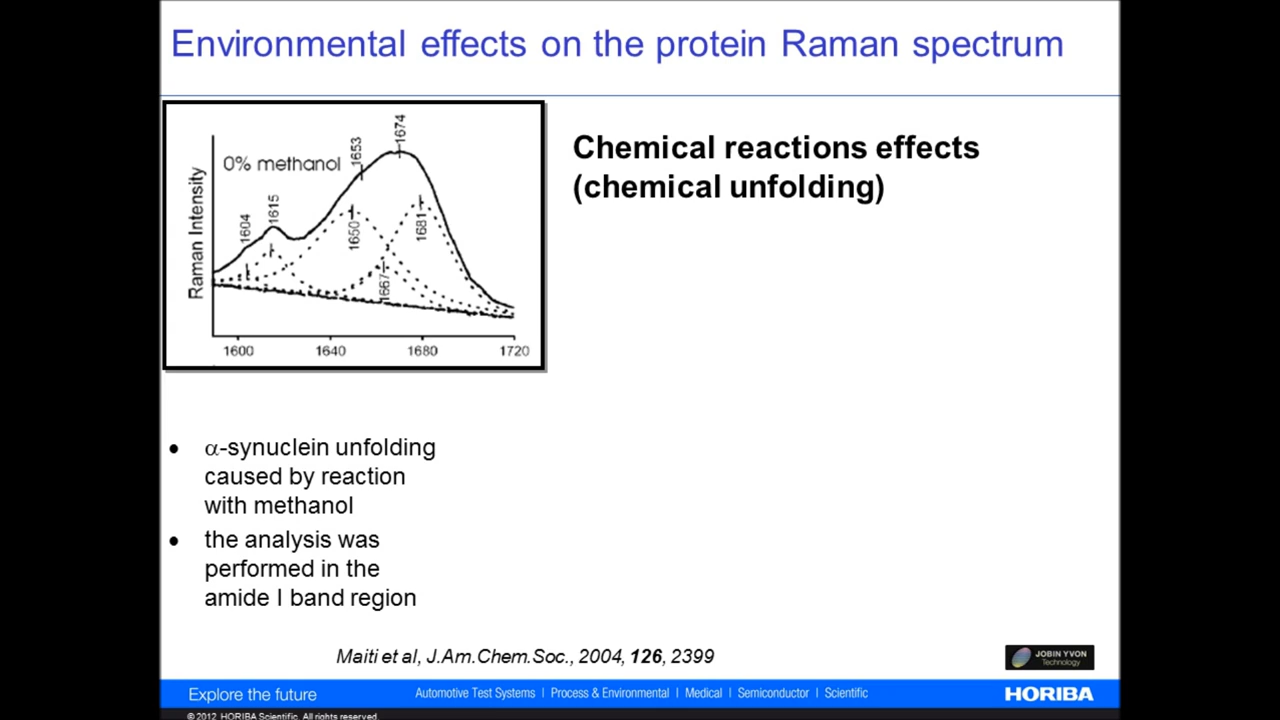 Environmental effects on the protein Raman spectrum
0% methanol
1604
1615
1653
1674
1650
1667
1681
Raman Intensity
1600 1640 1680 1720
Chemical reactions effects
(chemical unfolding)
• α-synuclein unfolding
caused by reaction
with methanol
• the analysis was
performed in the
amide I band region
Maiti et al, J.Am.Chem.Soc., 2004, 126, 2399
JOBIN YVON
Technology
Explore the future
Automotive Test Systems | Process & Environmental | Medical | Semiconductor | Scientific
HORIBA
© 2012 HORIBA Scientific. All rights reserved.